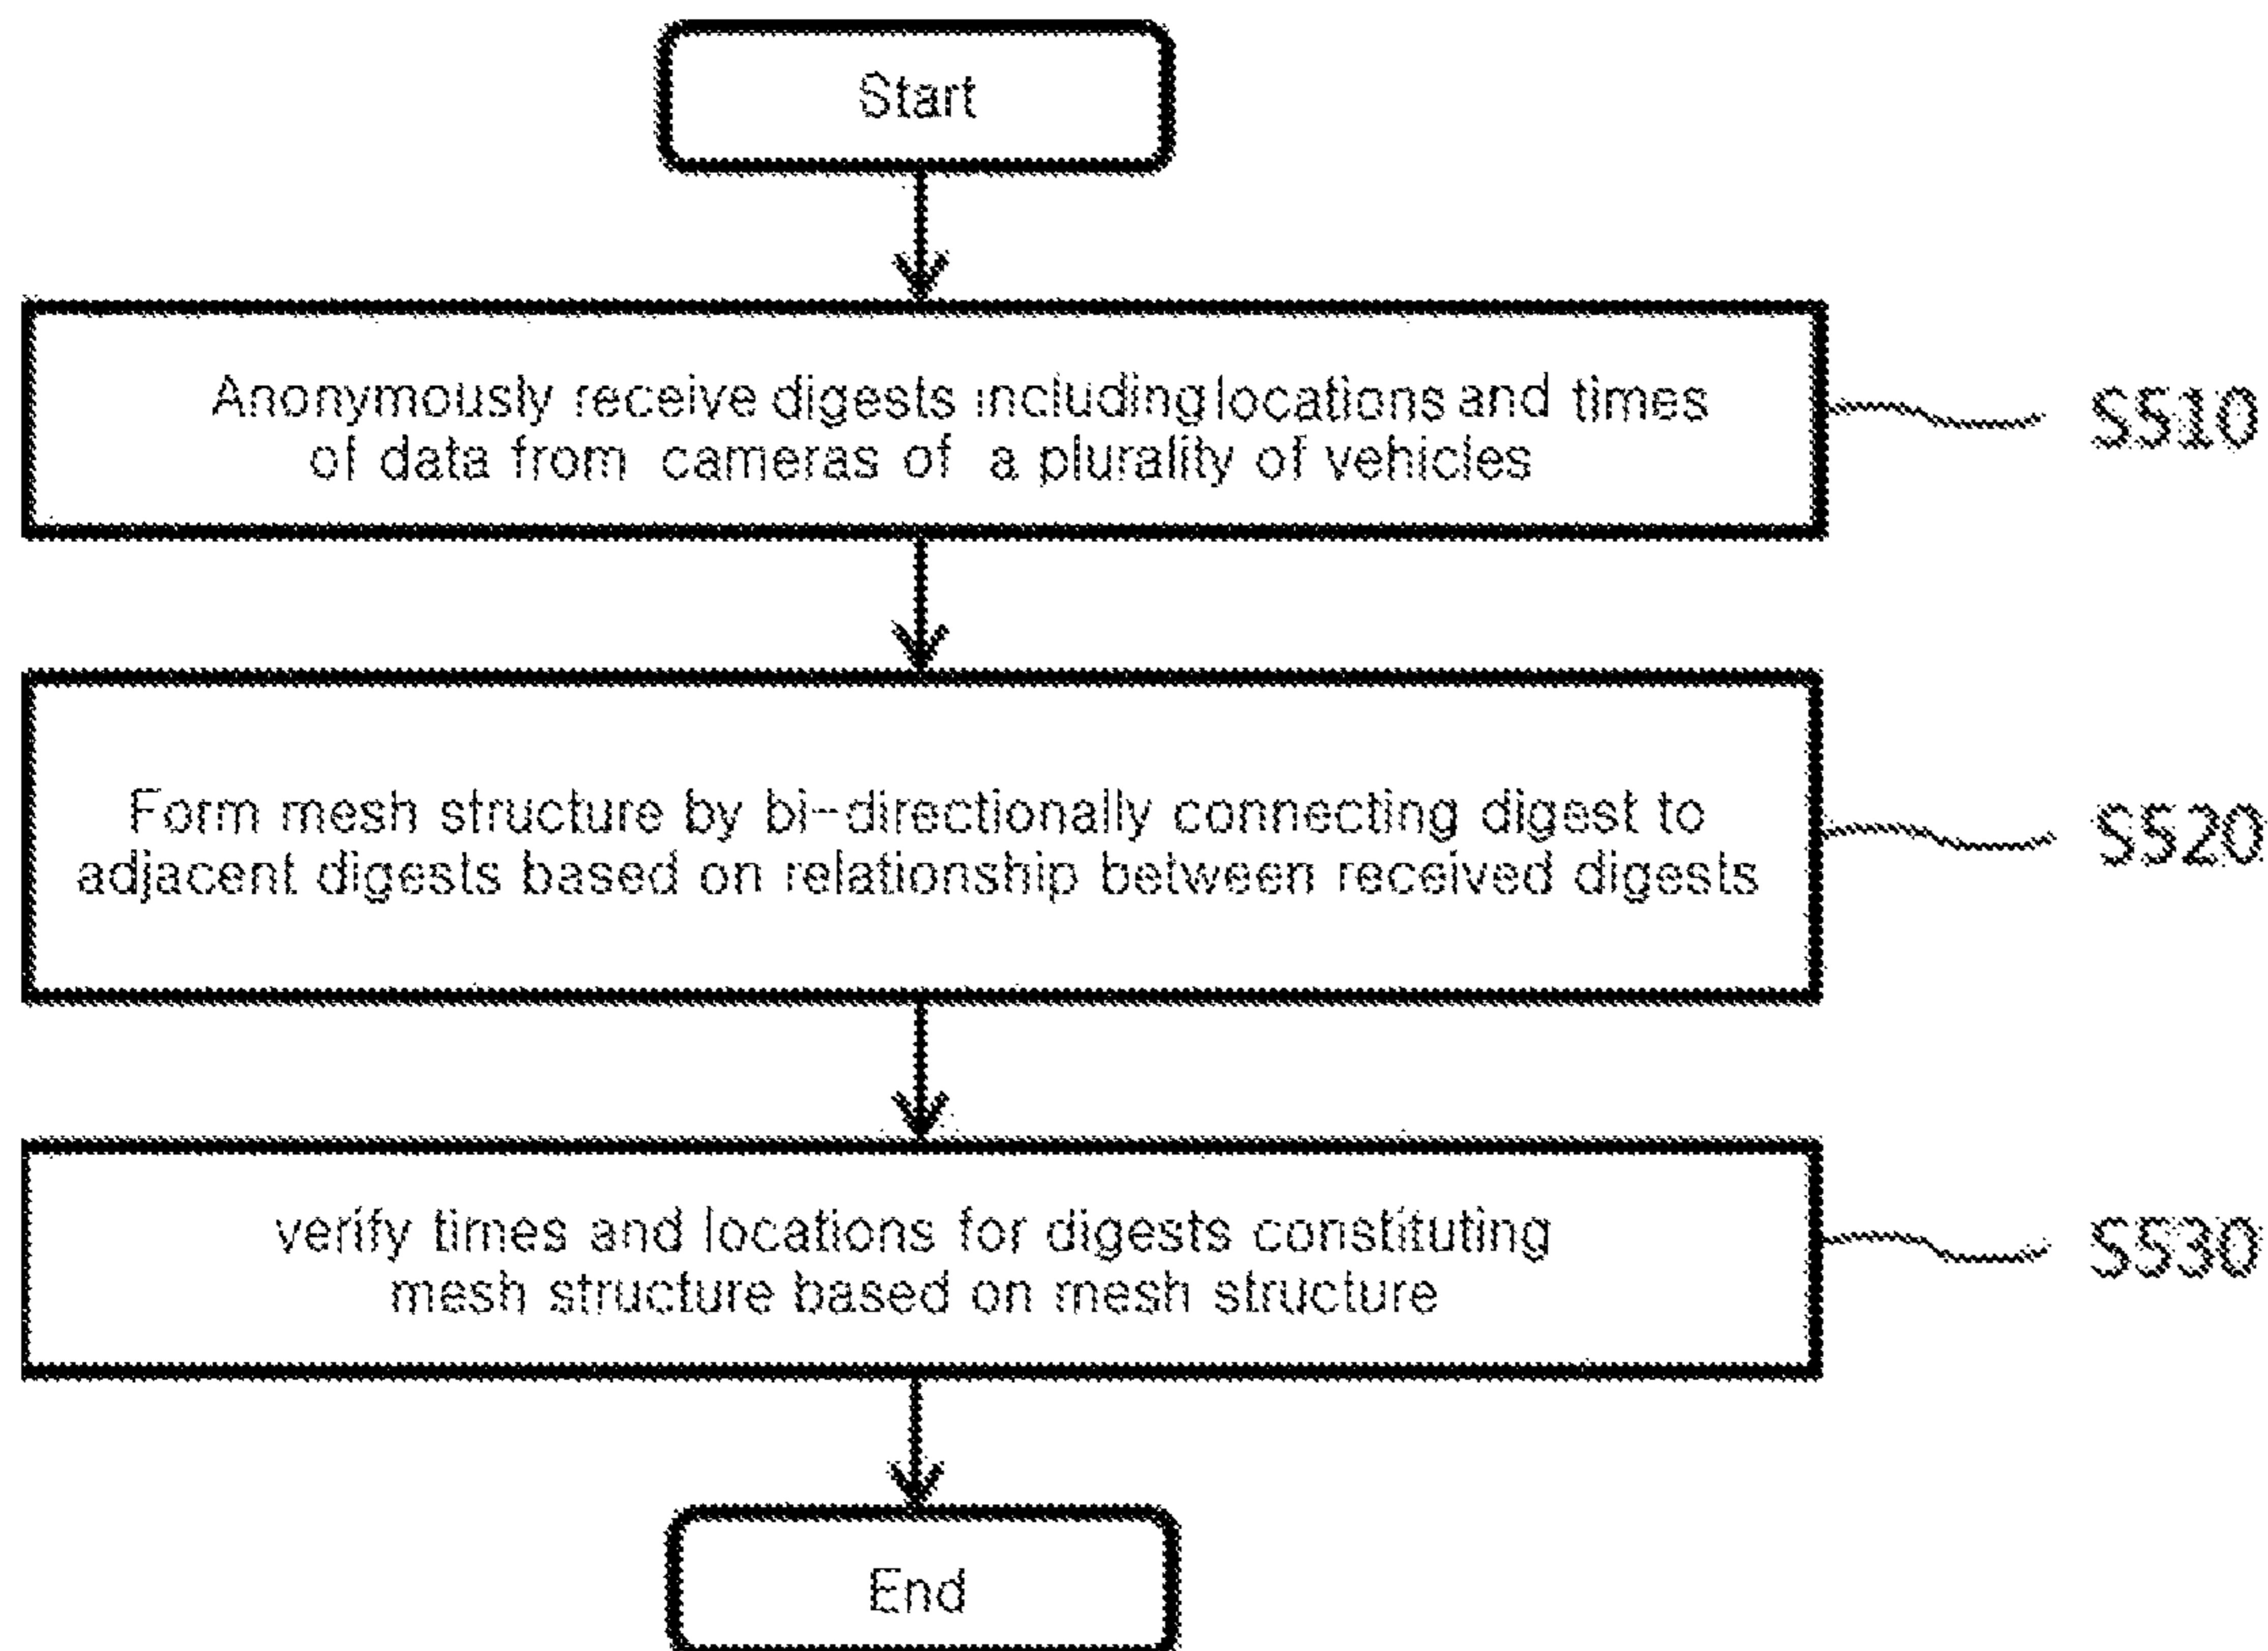 Start
Anonymously receive digests including locations and times
of data from cameras of a plurality of vehicles
S510
Form mesh structure by bi-directionally connecting digest to
adjacent digests based on relationship between received digests
S520
verify times and locations for digests constituting
mesh structure based on mesh structure
S530
End